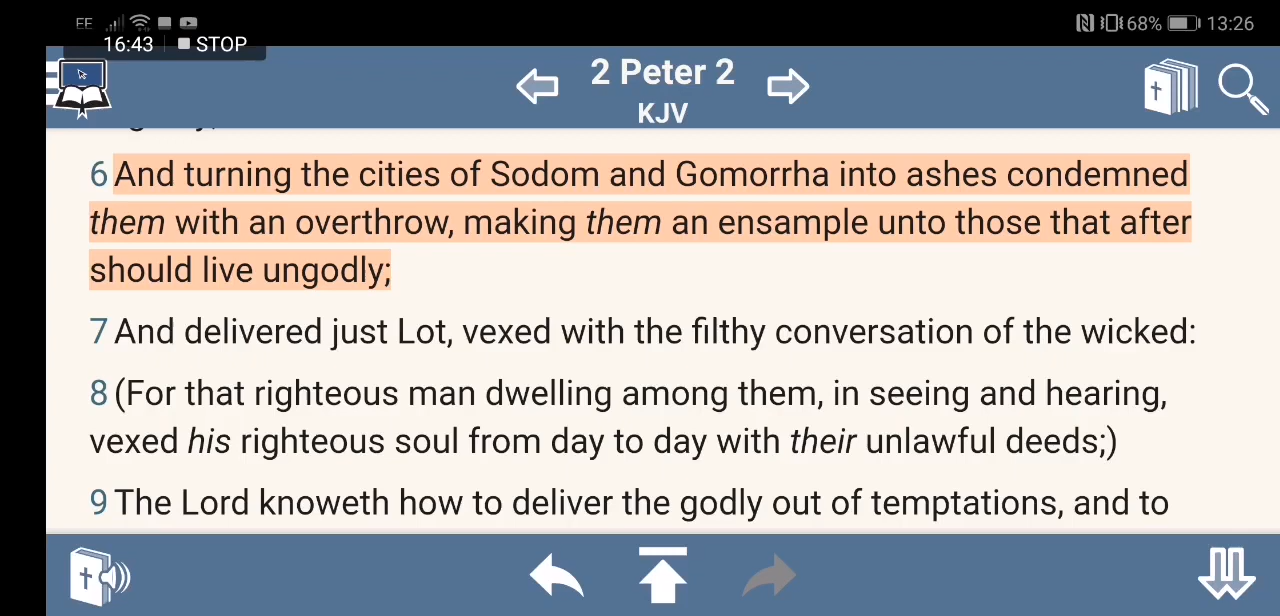 EE 68% 13:26
16:43 STOP
2 Peter 2
KJV
6 And turning the cities of Sodom and Gomorrha into ashes condemned
them with an overthrow, making them an ensample unto those that after
should live ungodly;
7 And delivered just Lot, vexed with the filthy conversation of the wicked:
8 (For that righteous man dwelling among them, in seeing and hearing,
vexed his righteous soul from day to day with their unlawful deeds;)
9 The Lord knoweth how to deliver the godly out of temptations, and to